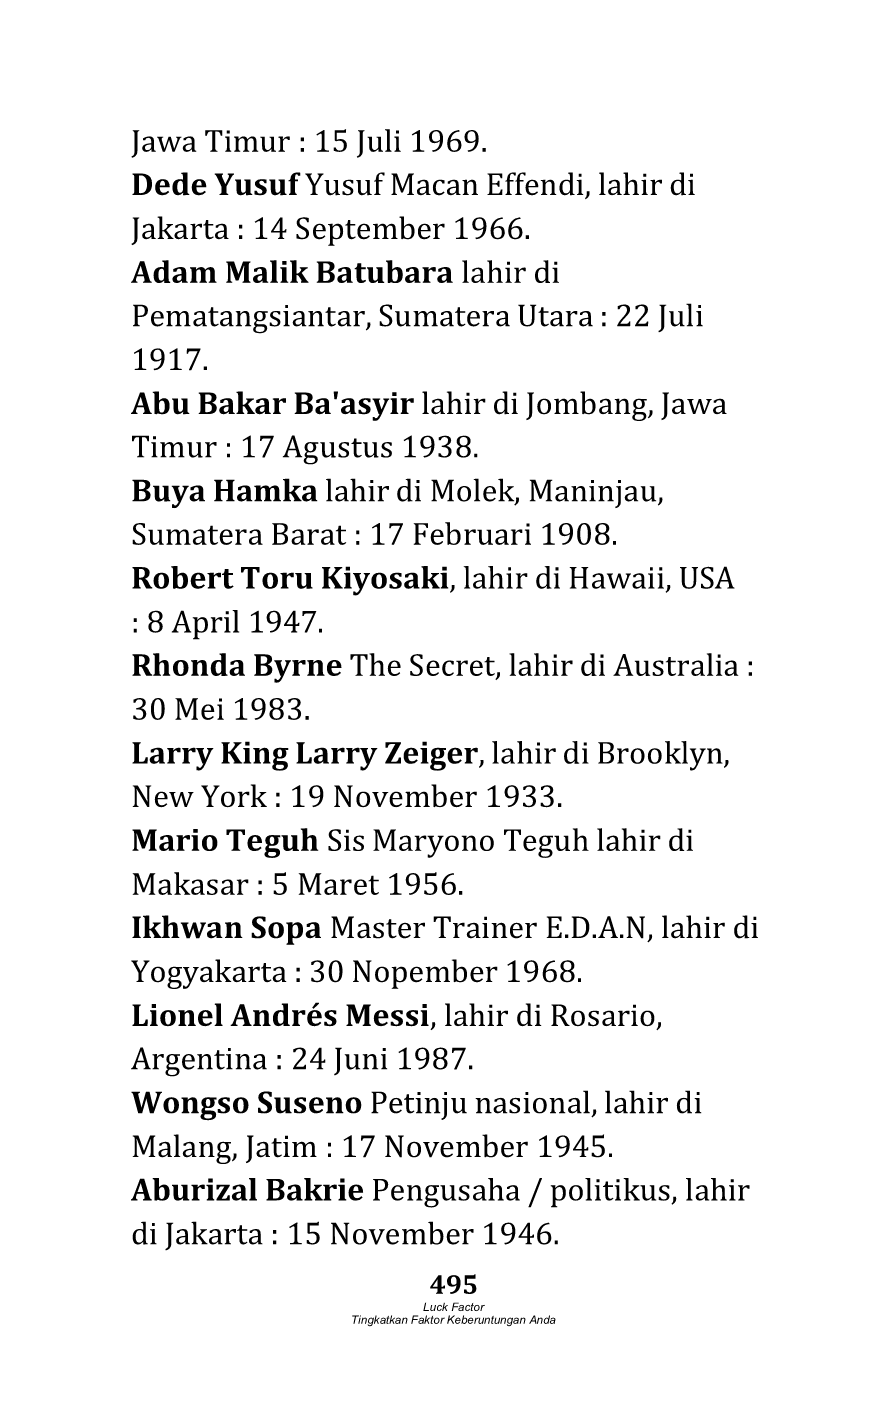 Jawa Timur : 15 Juli 1969.
Dede Yusuf Yusuf Macan Effendi, lahir di
Jakarta : 14 September 1966.
Adam Malik Batubara lahir di
Pematangsiantar, Sumatera Utara : 22 Juli
1917.
Abu Bakar Ba'asyir lahir di Jombang, Jawa
Timur : 17 Agustus 1938.
Buya Hamka lahir di Molek, Maninjau,
Sumatera Barat : 17 Februari 1908.
Robert Toru Kiyosaki, lahir di Hawaii, USA
: 8 April 1947.
Rhonda Byrne The Secret, lahir di Australia :
30 Mei 1983.
Larry King Larry Zeiger, lahir di Brooklyn,
New York : 19 November 1933.
Mario Teguh Sis Maryono Teguh lahir di
Makasar : 5 Maret 1956.
Ikhwan Sopa Master Trainer E.D.A.N, lahir di
Yogyakarta : 30 Nopember 1968.
Lionel Andrés Messi, lahir di Rosario,
Argentina : 24 Juni 1987.
Wongso Suseno Petinju nasional, lahir di
Malang, Jatim : 17 November 1945.
Aburizal Bakrie Pengusaha / politikus, lahir
di Jakarta : 15 November 1946.
495
Luck Factor
Tingkatkan Faktor Keberuntungan Anda